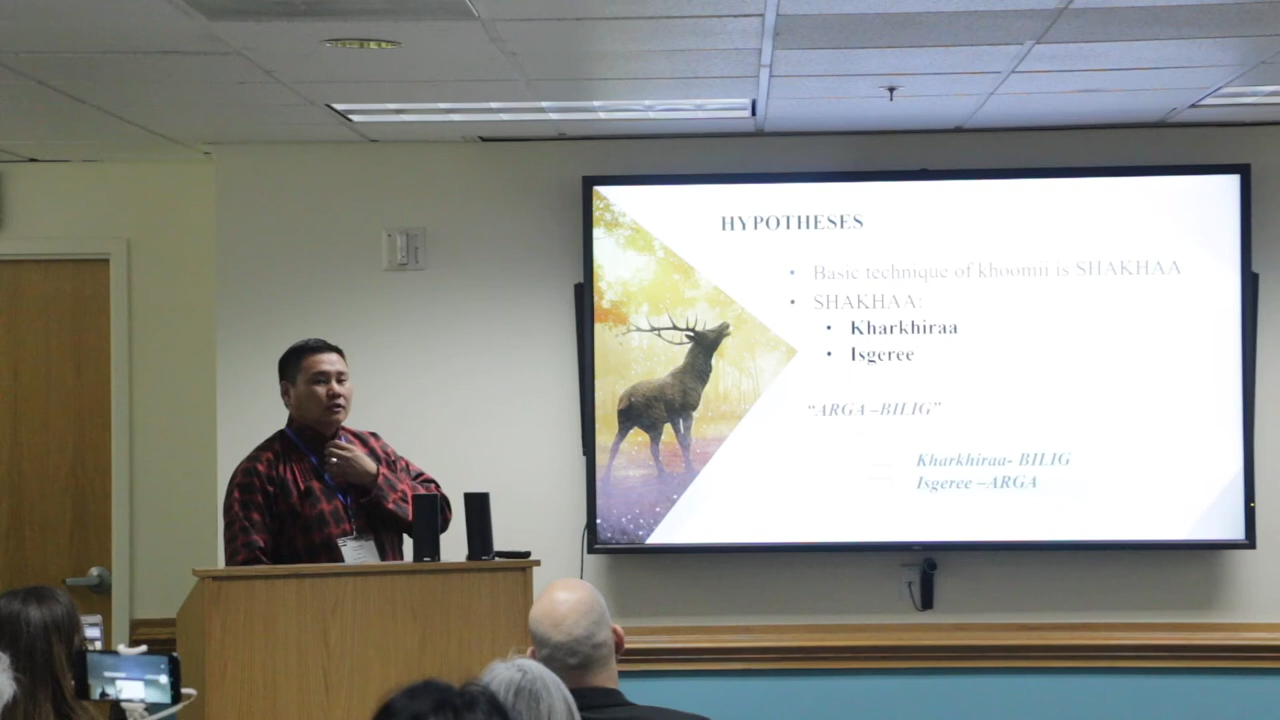 HYPOTHESES
• Basic technique of khoomii is SHAKHAA
• SHAKHAA:
• Kharkhiraa
• Isgeree
“ARGA –BILIG”
Kharkhiraa- BILIG
Isgeree –ARGA